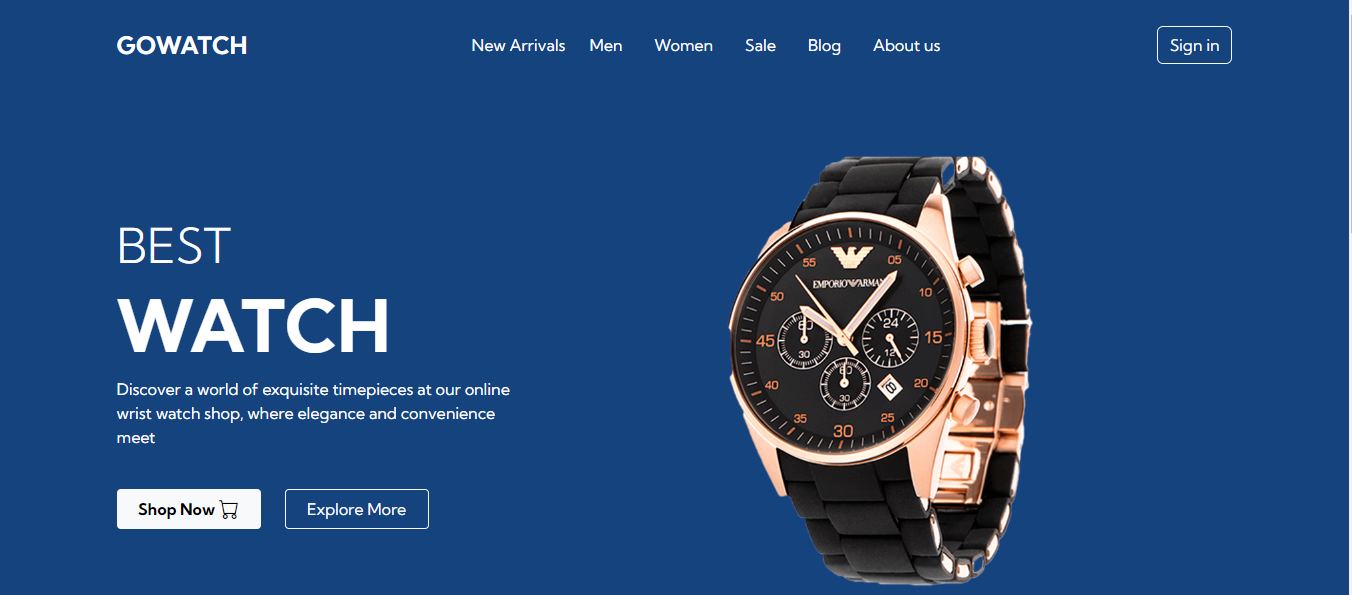 GOWATCH
New Arrivals Men Women Sale Blog About us
Sign in
BEST
WATCH
Discover a world of exquisite timepieces at our online
wrist watch shop, where elegance and convenience
meet
Shop Now
Explore More
55 05
50 10
EMPORIO ARMANI
60 24
45 15
30 12
60
40 20
30
35 25
30